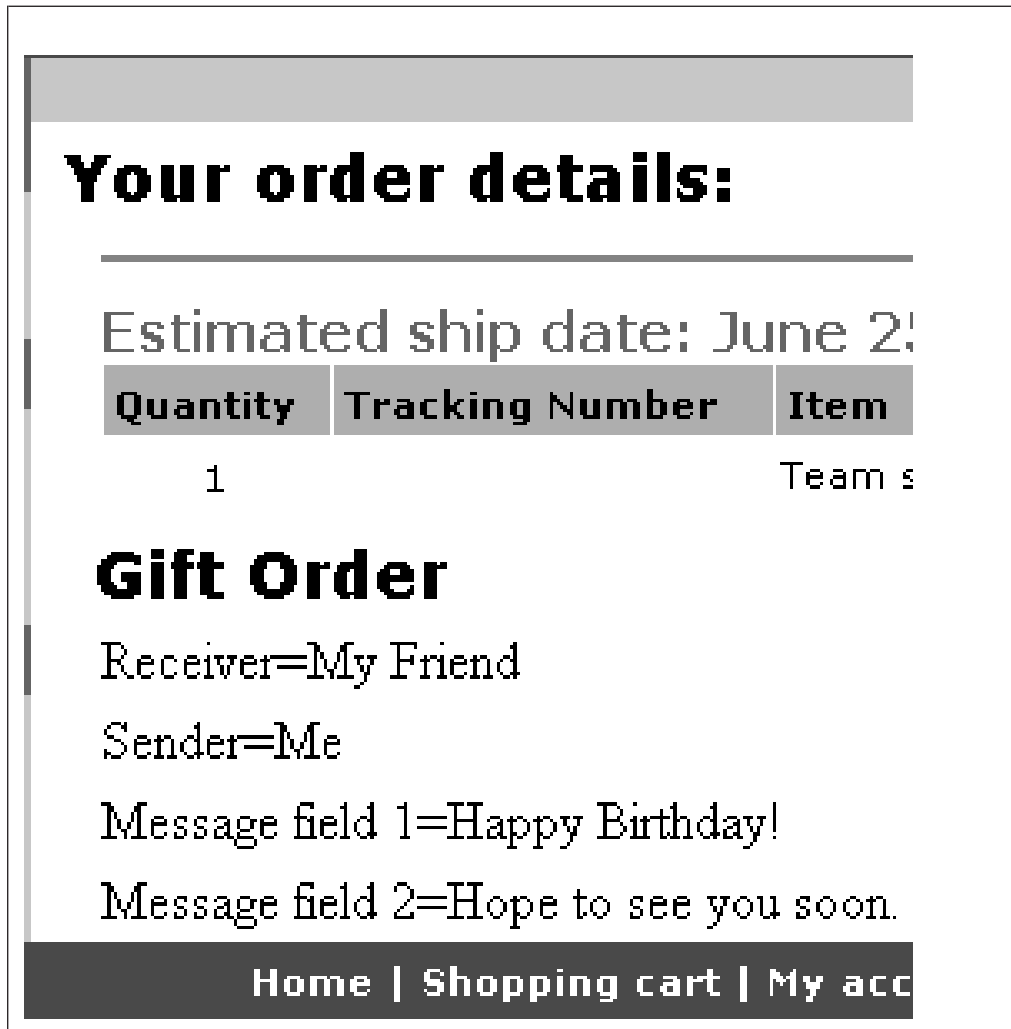 Your order details:
Estimated ship date: June
Quantity Tracking Number Item
1 Team
Gift Order
Receiver=My Friend
Sender=Me
Message field 1=Happy Birthday!
Message field 2=Hope to see you soon.
Home | Shopping cart | My